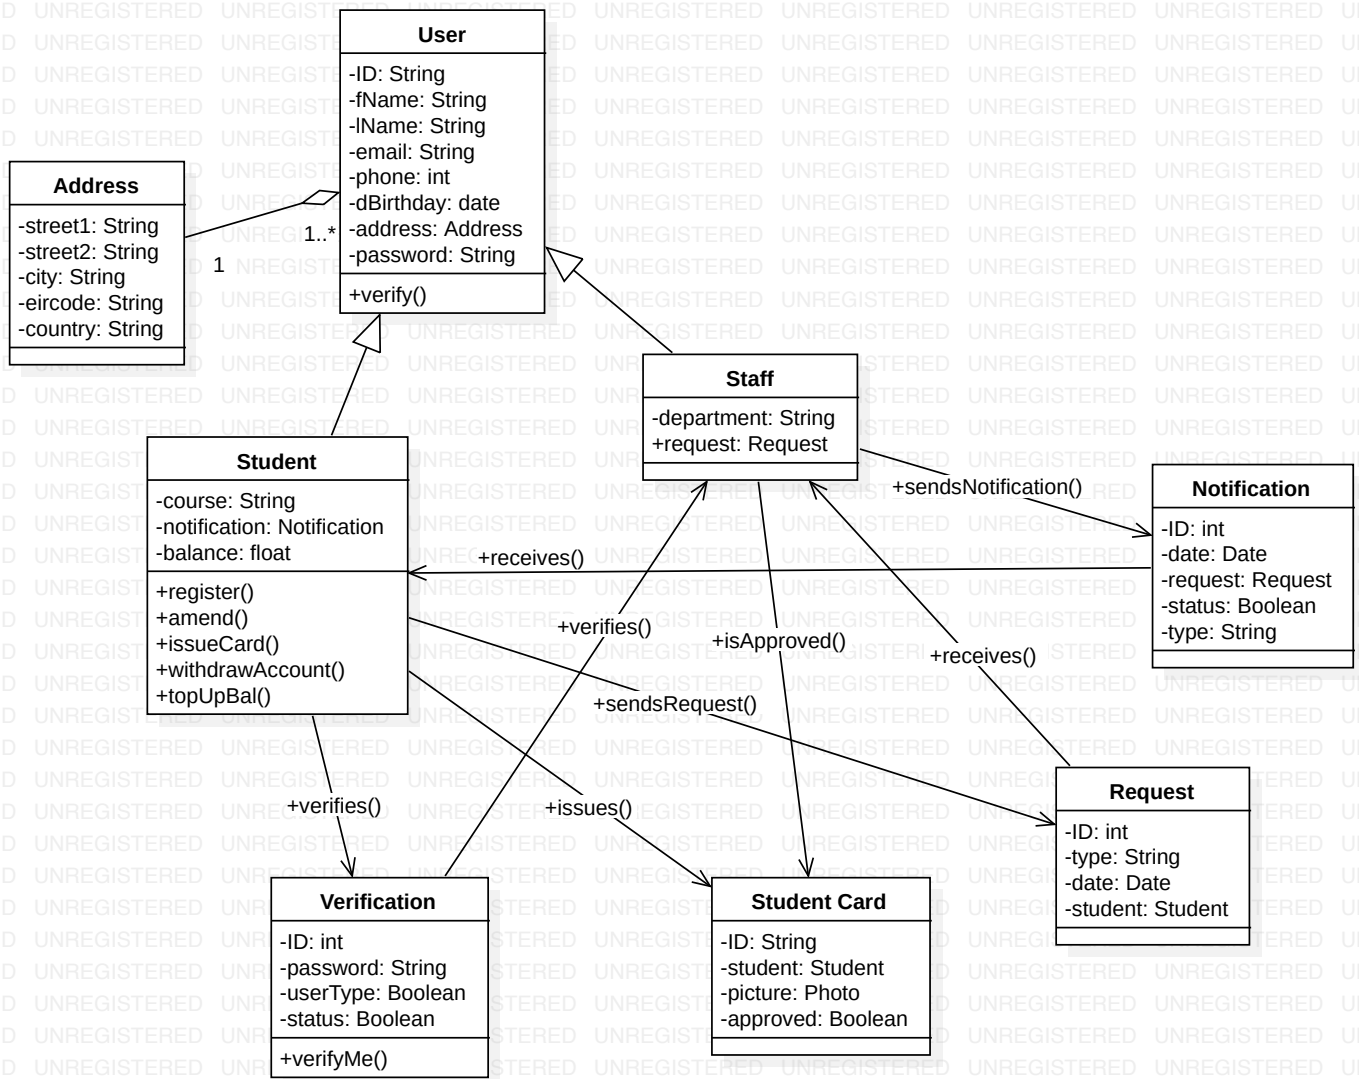 User
-ID: String
-fName: String
-lName: String
-email: String
-phone: int
-dBirthday: date
-address: Address
-password: String
+verify()
Address
-street1: String
-street2: String
-city: String
-eircode: String
-country: String
1..*
1
Staff
-department: String
+request: Request
Student
-course: String
-notification: Notification
-balance: float
+register()
+amend()
+issueCard()
+withdrawAccount()
+topUpBal()
+sendsNotification()
Notification
-ID: int
-date: Date
-request: Request
-status: Boolean
-type: String
+receives()
+verifies()
+isApproved()
+receives()
+sendsRequest()
+verifies()
+issues()
Request
-ID: int
-type: String
-date: Date
-student: Student
Verification
-ID: int
-password: String
-userType: Boolean
-status: Boolean
+verifyMe()
Student Card
-ID: String
-student: Student
-picture: Photo
-approved: Boolean
UNREGISTERED